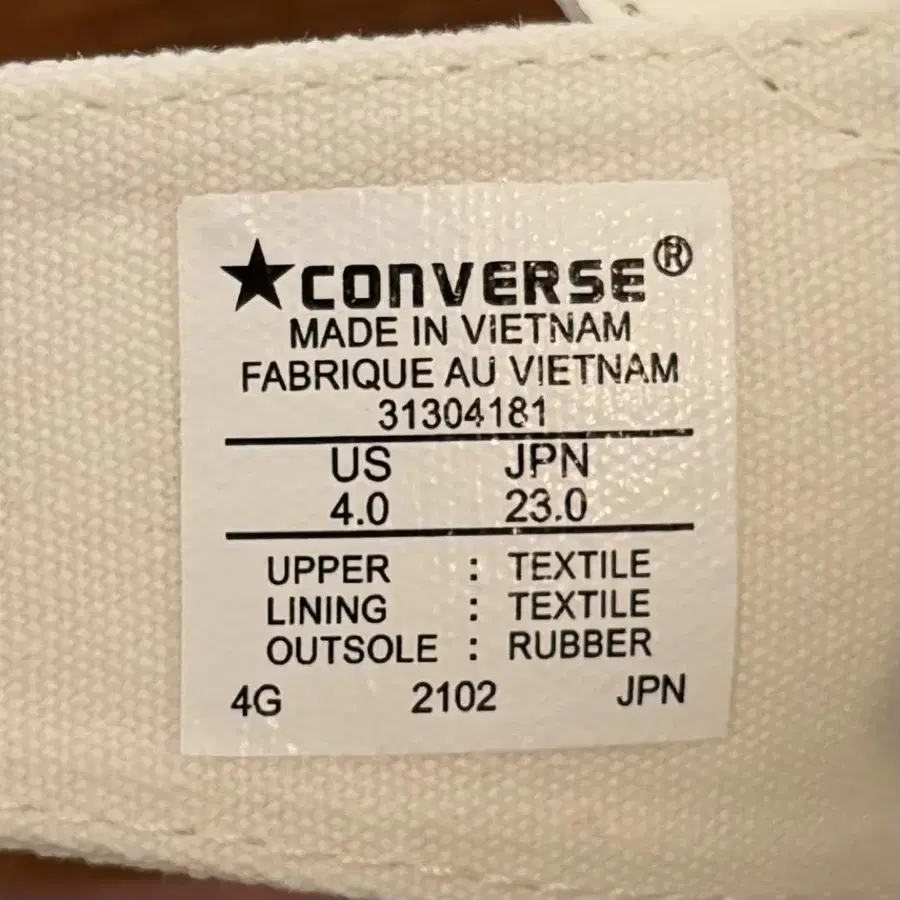 ★CONVERSE®
MADE IN VIETNAM
FABRIQUE AU VIETNAM
31304181
US JPN
4.0 23.0
UPPER : TEXTILE
LINING : TEXTILE
OUTSOLE : RUBBER
4G 2102 JPN